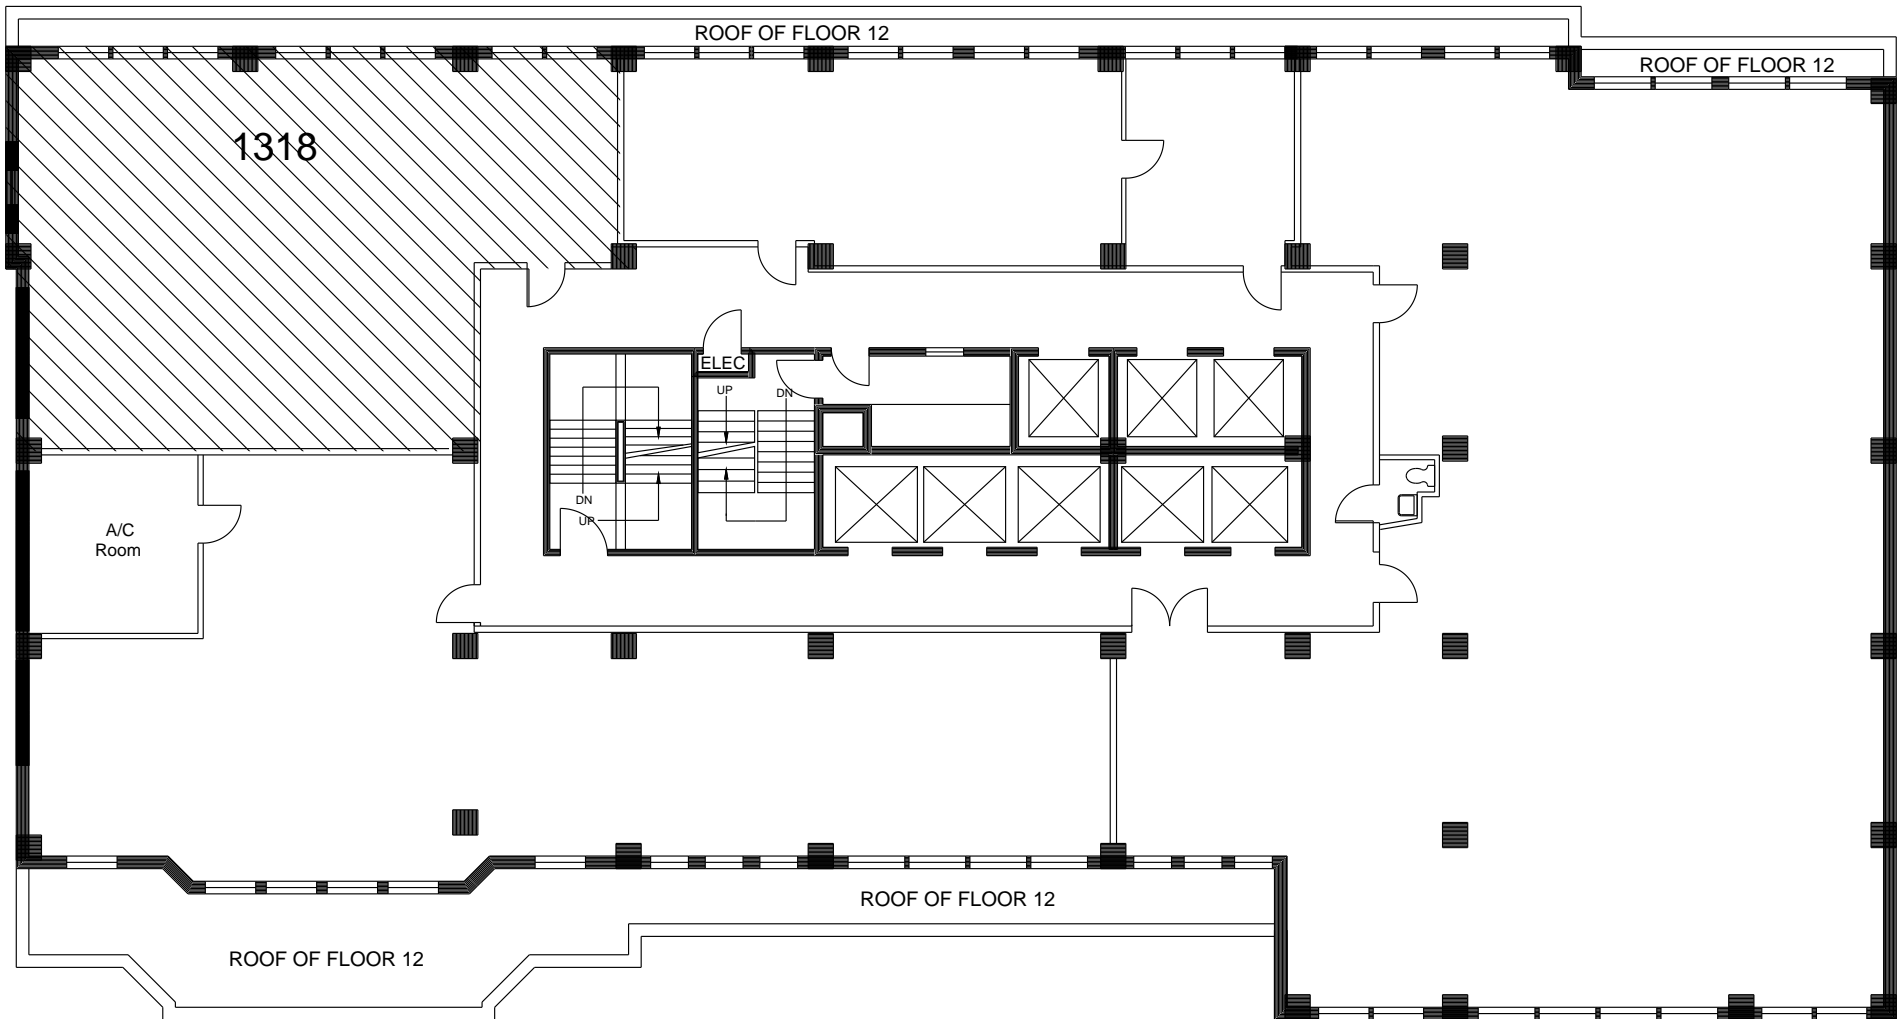 ROOF OF FLOOR 12
ROOF OF FLOOR 12
1318
ELEC
UP
DN
DN
UP
A/C
Room
ROOF OF FLOOR 12
ROOF OF FLOOR 12